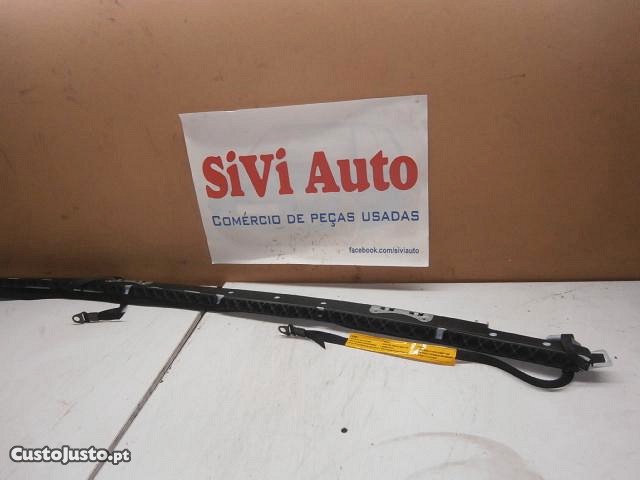 SiVi Auto
Comércio de peças usadas
facebook.com/siviauto
CustoJusto.pt